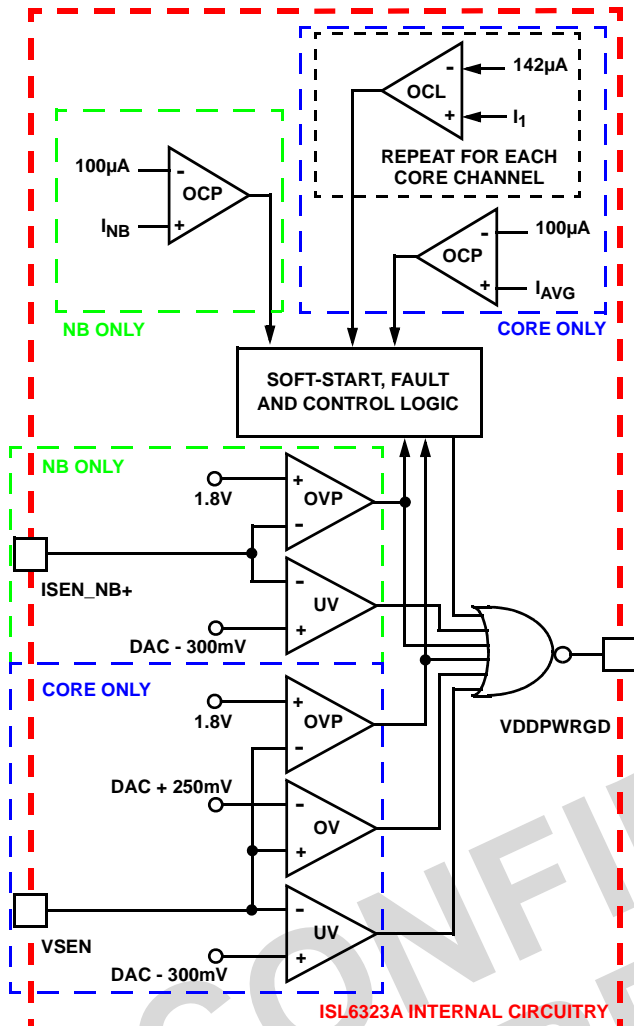 142µA
-
OCL
+
I1
REPEAT FOR EACH
CORE CHANNEL
100µA
-
OCP
INB
+
-
100µA
OCP
+
IAVG
NB ONLY
CORE ONLY
SOFT-START, FAULT
AND CONTROL LOGIC
NB ONLY
+
1.8V
OVP
-
ISEN_NB+
-
UV
+
DAC - 300mV
CORE ONLY
+
1.8V
OVP
-
VDDPWRGD
DAC + 250mV
-
OV
+
-
VSEN
UV
+
DAC - 300mV
ISL6323A INTERNAL CIRCUITRY